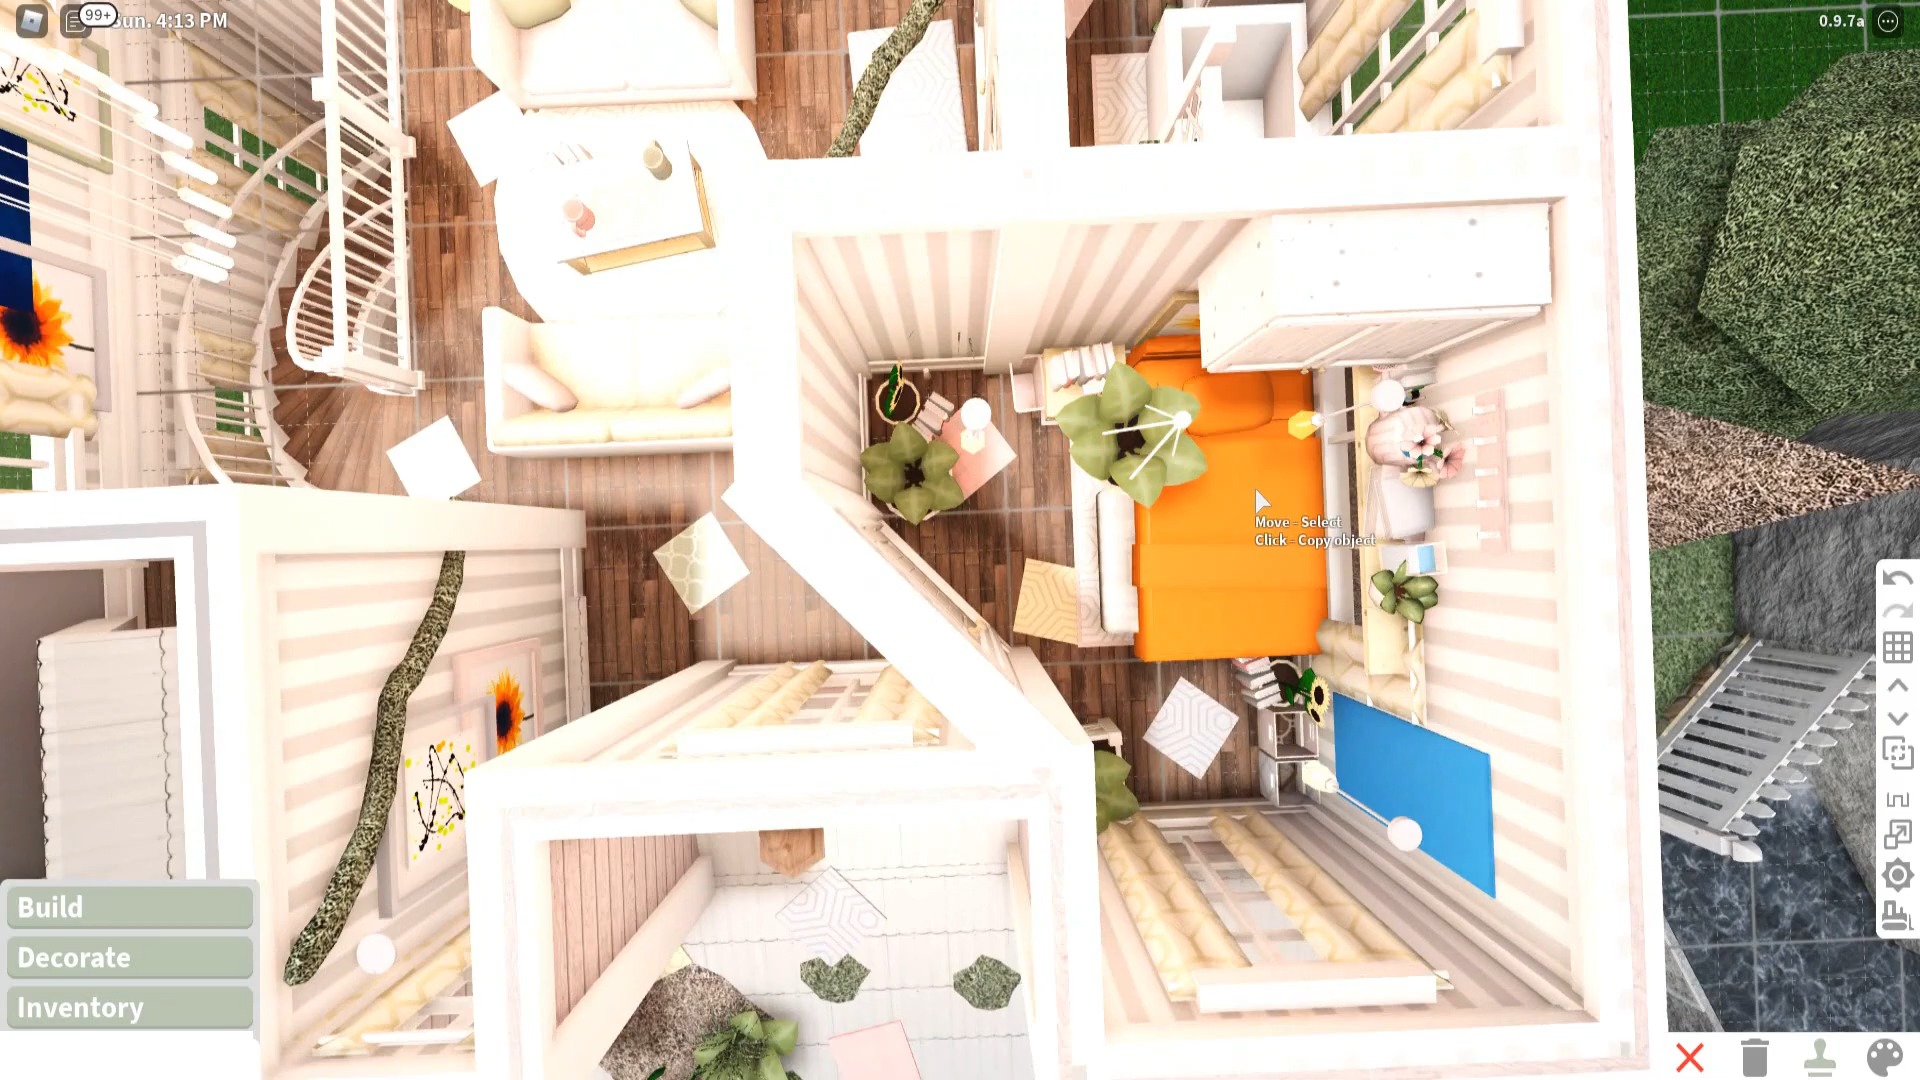 99+
Sun. 4:13 PM
0.9.7a
Move - Select
Click - Copy object
Build
Decorate
Inventory